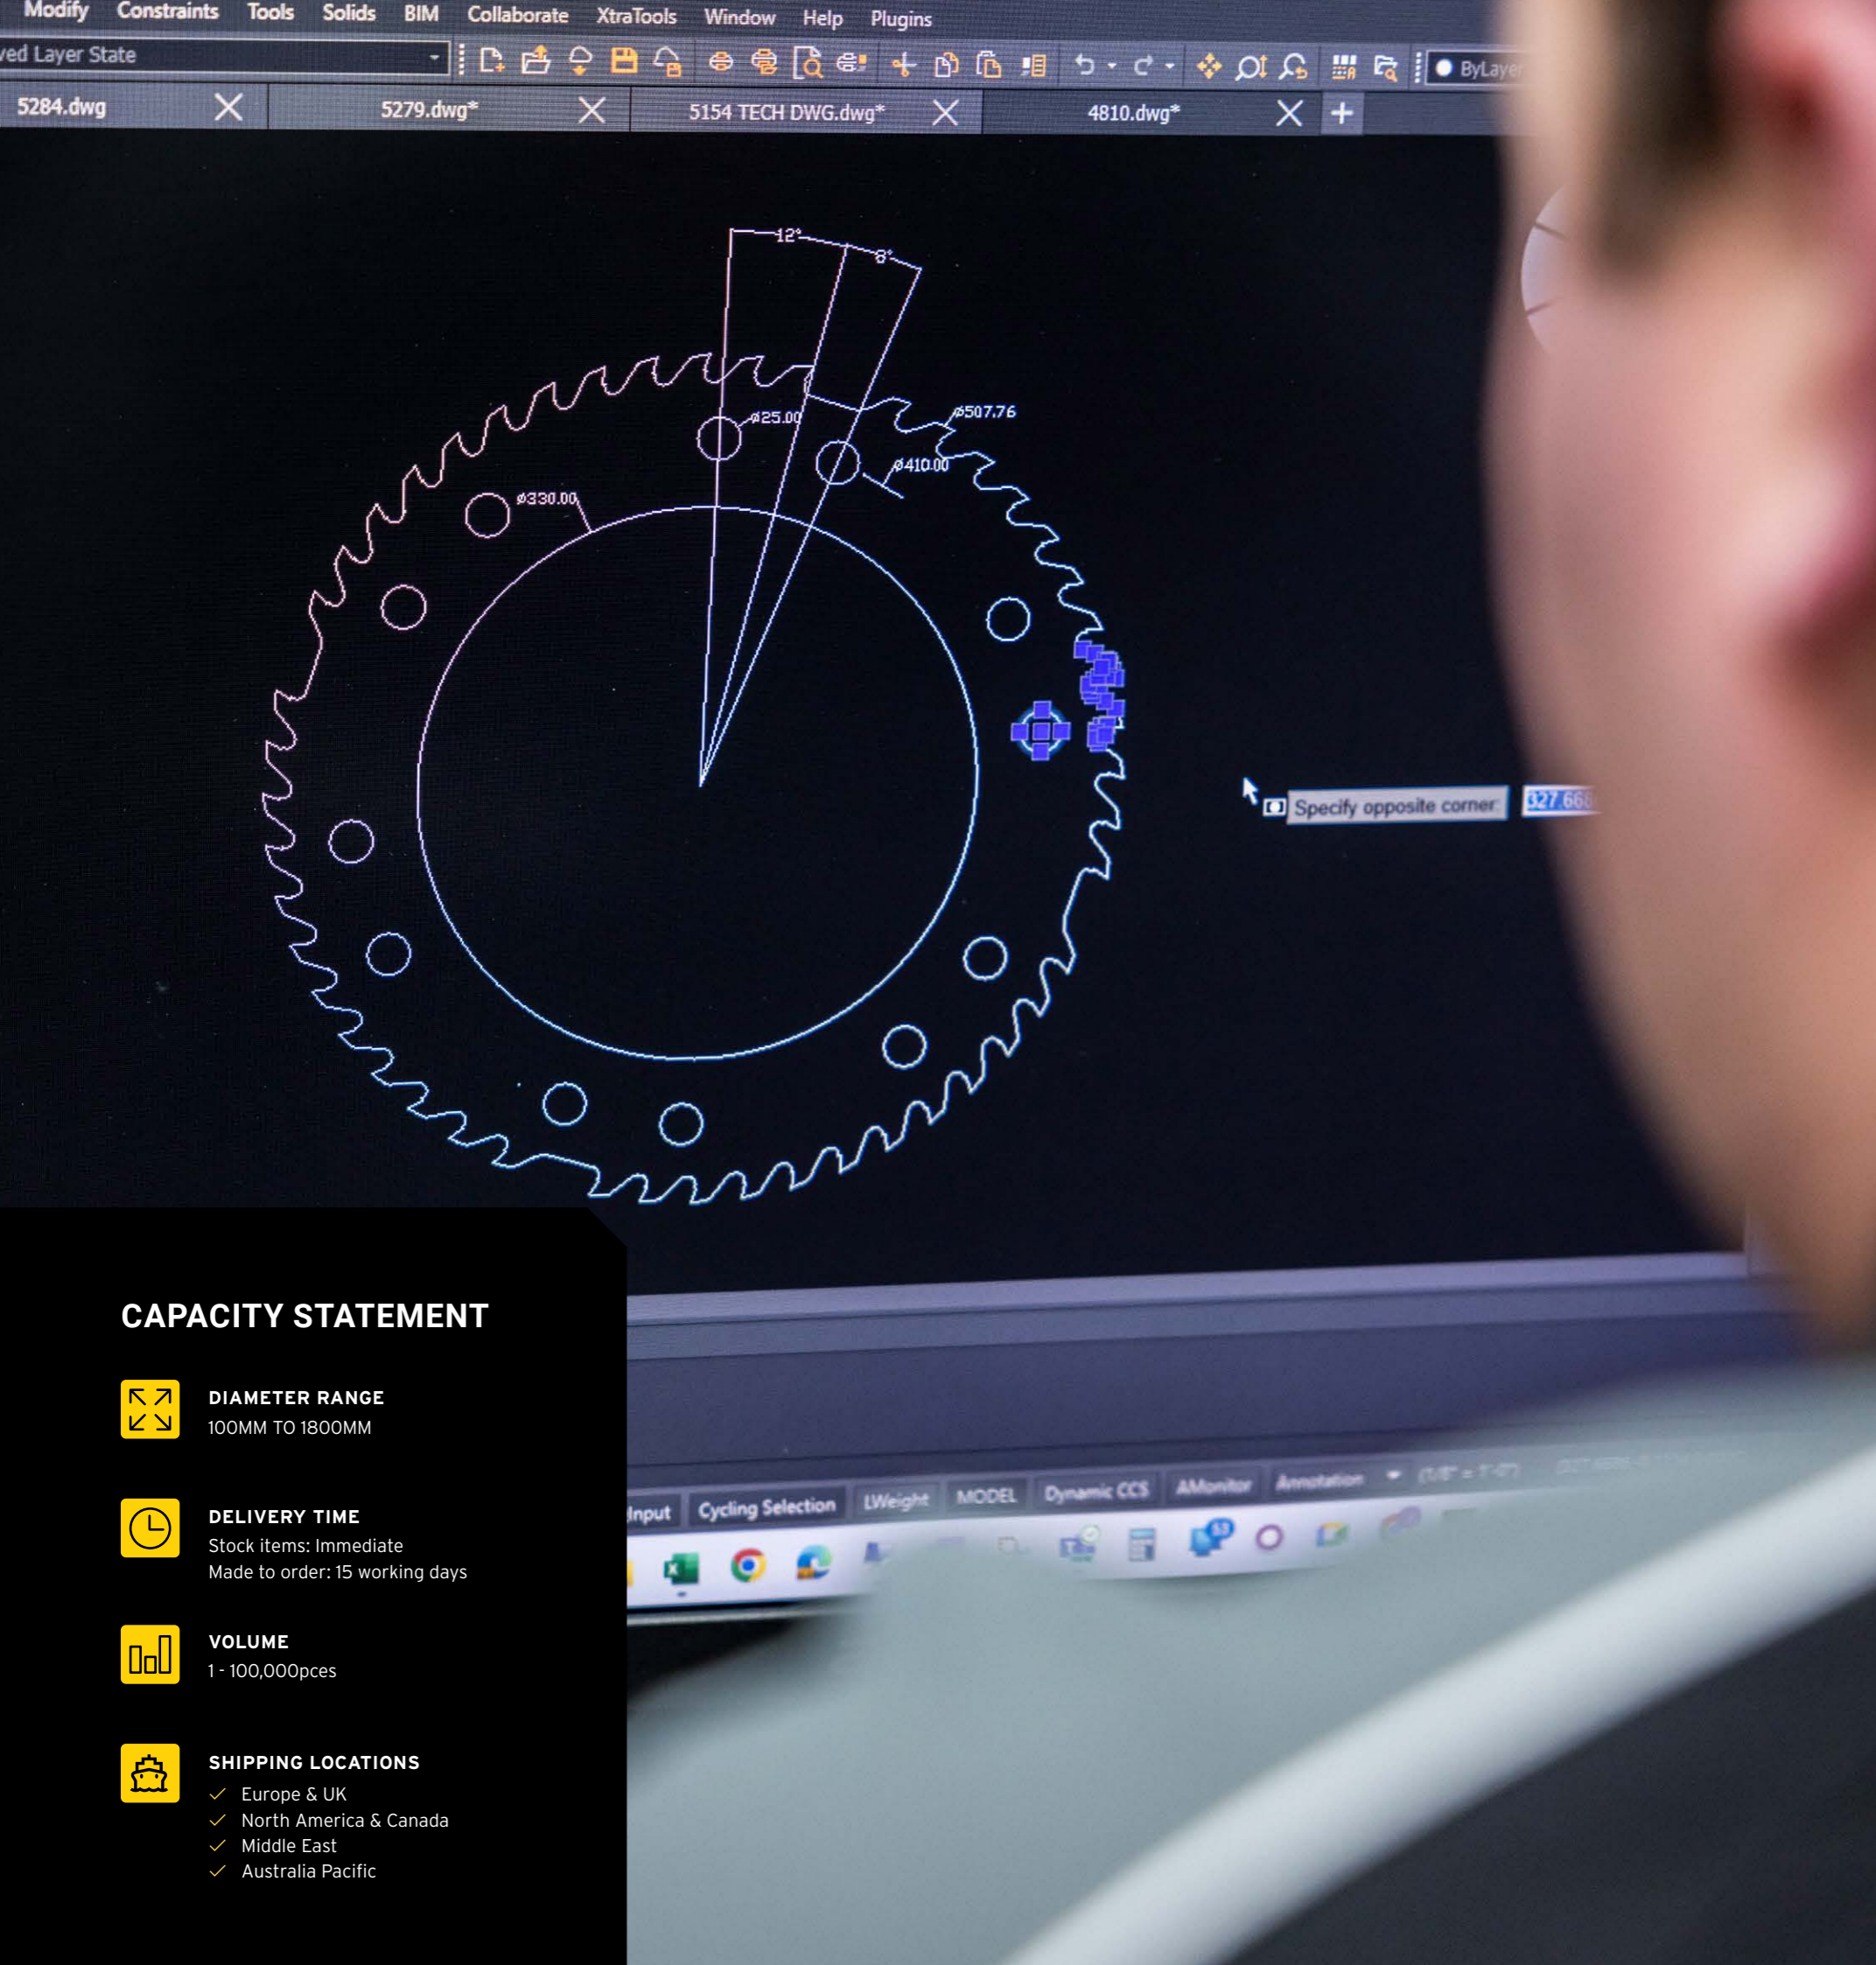 Modify Constraints Tools Solids BIM Collaborate XtraTools Window Help Plugins
Layer State
ByLayer
5284.dwg 5279.dwg* 5154 TECH DWG.dwg* 4810.dwg*
12°
8°
ø25.00
ø507.76
ø410.00
ø330.00
Specify opposite corner: 327.668
CAPACITY STATEMENT
DIAMETER RANGE
100MM TO 1800MM
DELIVERY TIME
Stock items: Immediate
Made to order: 15 working days
VOLUME
1 - 100,000pces
SHIPPING LOCATIONS
Europe & UK
North America & Canada
Middle East
Australia Pacific
Input Cycling Selection LWeight MODEL Dynamic CCS AMonitor Annotation
53